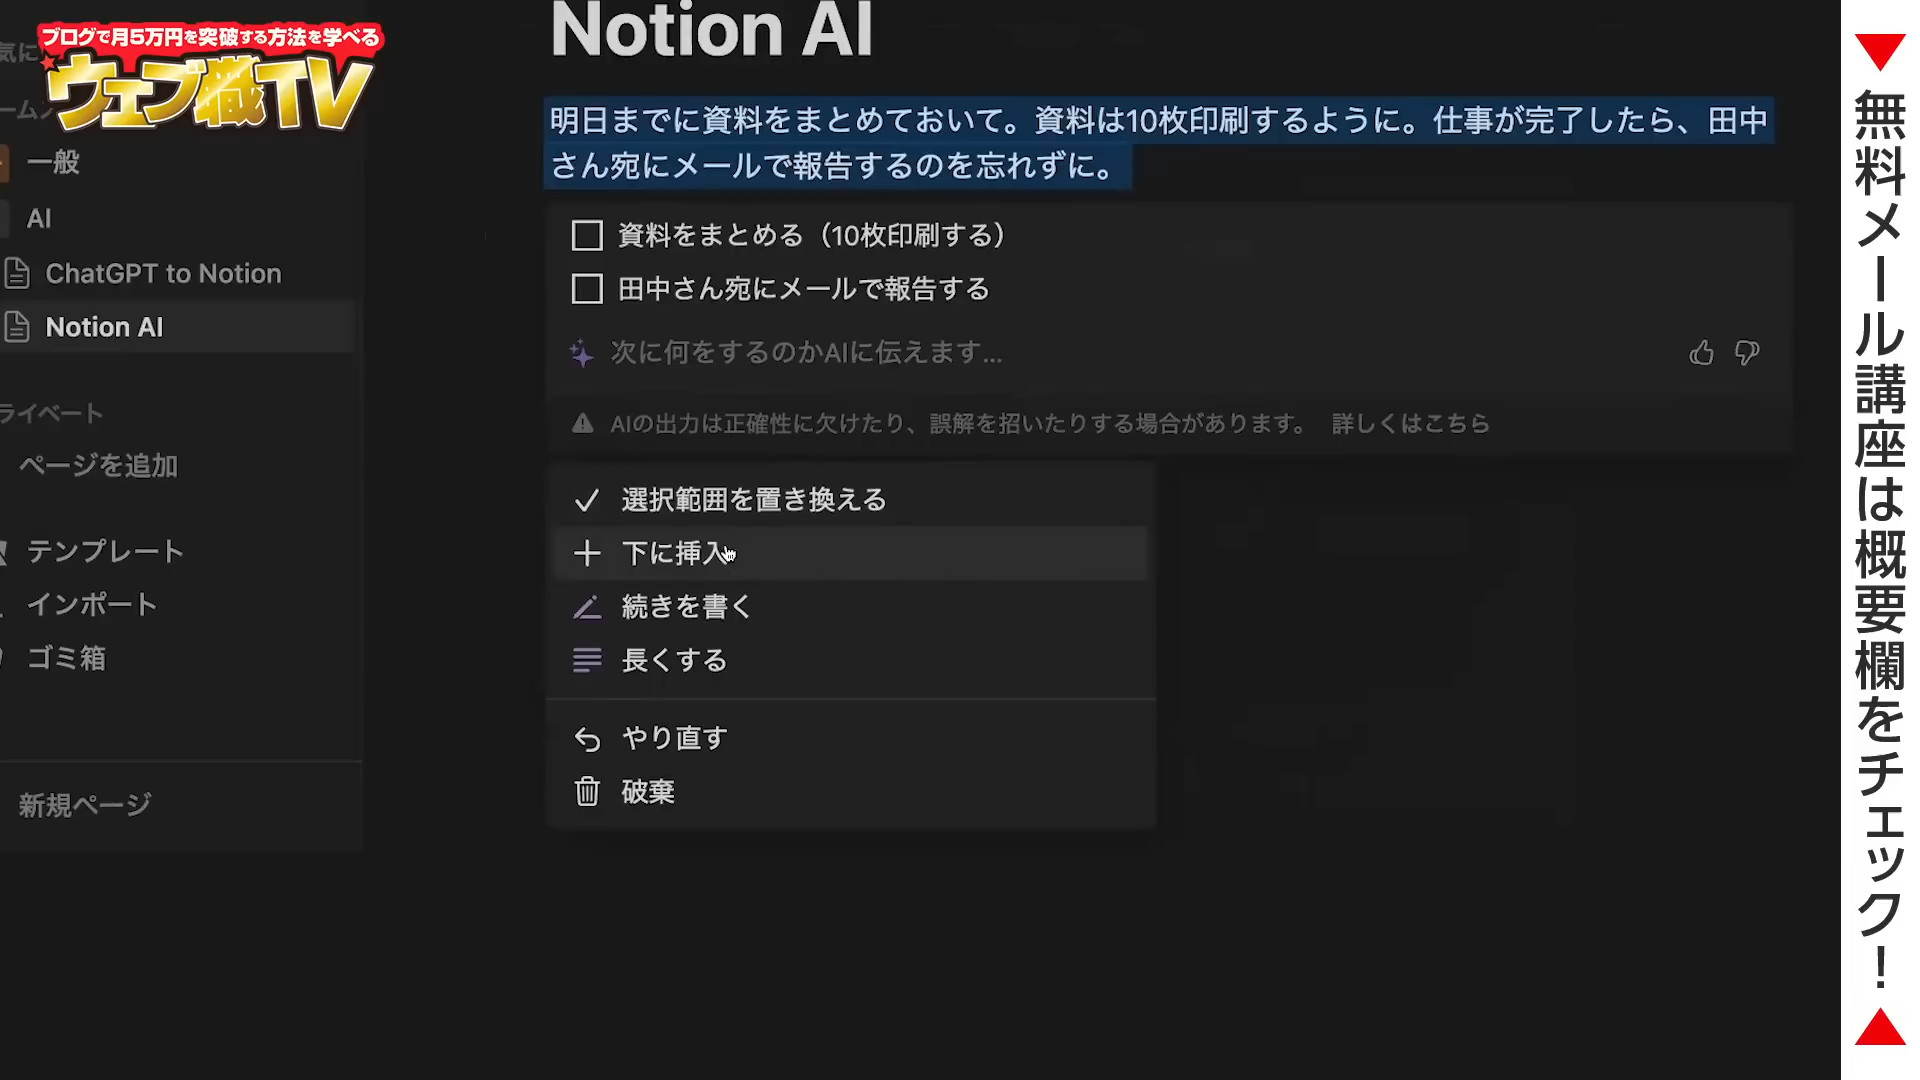 ブログで月5万円を突破する方法を学べる
ウェブ職TV
気に
一般
AI
ChatGPT to Notion
Notion AI
ライベート
ページを追加
テンプレート
インポート
ゴミ箱
新規ページ
Notion AI
明日までに資料をまとめておいて。資料は10枚印刷するように。仕事が完了したら、田中
さん宛にメールで報告するのを忘れずに。
資料をまとめる（10枚印刷する）
田中さん宛にメールで報告する
次に何をするのかAIに伝えます...
AIの出力は正確性に欠けたり、誤解を招いたりする場合があります。 詳しくはこちら
選択範囲を置き換える
下に挿入
続きを書く
長くする
やり直す
破棄
▼無料メール講座は概要欄をチェック！▲